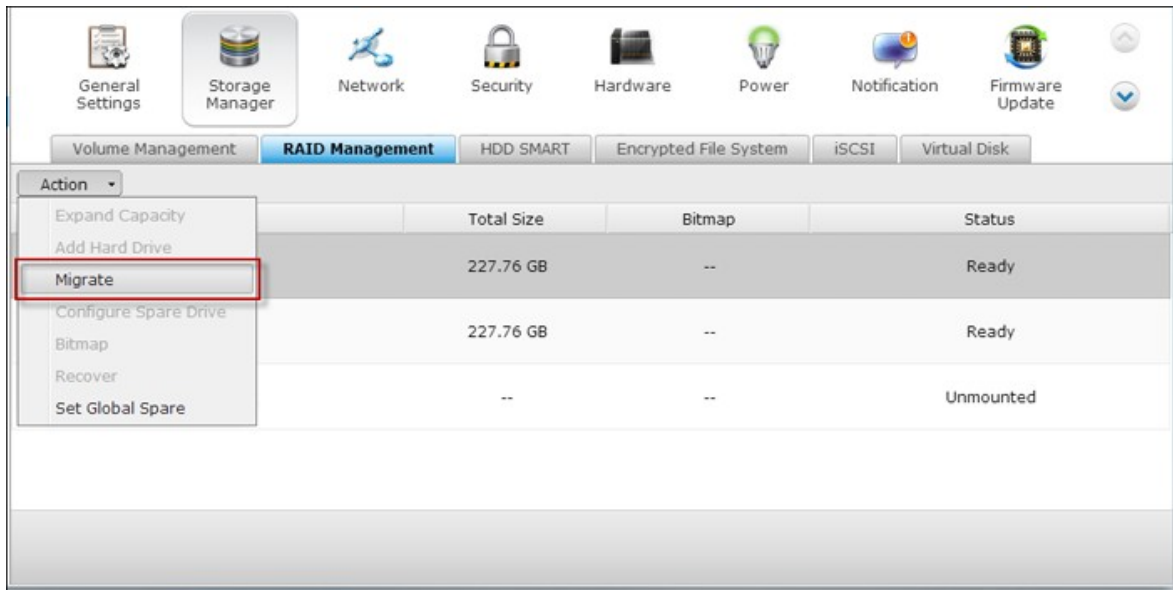 General
Settings
Storage
Manager
Network
Security
Hardware
Power
Notification
Firmware
Update
Volume Management
RAID Management
HDD SMART
Encrypted File System
iSCSI
Virtual Disk
Action
Total Size
Bitmap
Status
Expand Capacity
Add Hard Drive
Migrate
Configure Spare Drive
Bitmap
Recover
Set Global Spare
227.76 GB
--
Ready
227.76 GB
--
Ready
--
--
Unmounted